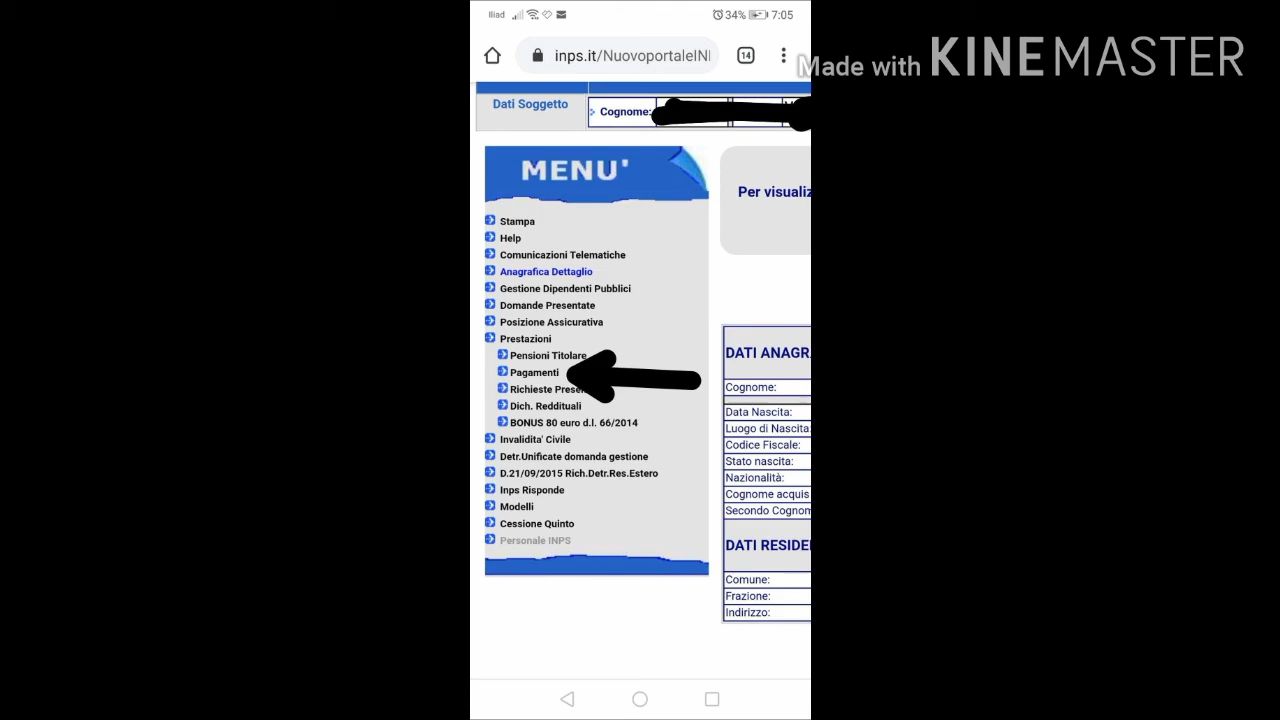 Iliad
34%
7:05
Made with KINEMASTER
inps.it/NuovoportaleINI
14
Dati Soggetto
Cognome:
MENU'
Per visualiz
Stampa
Help
Comunicazioni Telematiche
Anagrafica Dettaglio
Gestione Dipendenti Pubblici
Domande Presentate
Posizione Assicurativa
Prestazioni
Pensioni Titolare
Pagamenti
Richieste Prese
Dich. Reddituali
BONUS 80 euro d.l. 66/2014
Invalidita' Civile
Detr.Unificate domanda gestione
D.21/09/2015 Rich.Detr.Res.Estero
Inps Risponde
Modelli
Cessione Quinto
Personale INPS
DATI ANAGRA
Cognome:
Data Nascita:
Luogo di Nascita:
Codice Fiscale:
Stato nascita:
Nazionalità:
Cognome acquis
Secondo Cognom
DATI RESIDE
Comune:
Frazione:
Indirizzo: